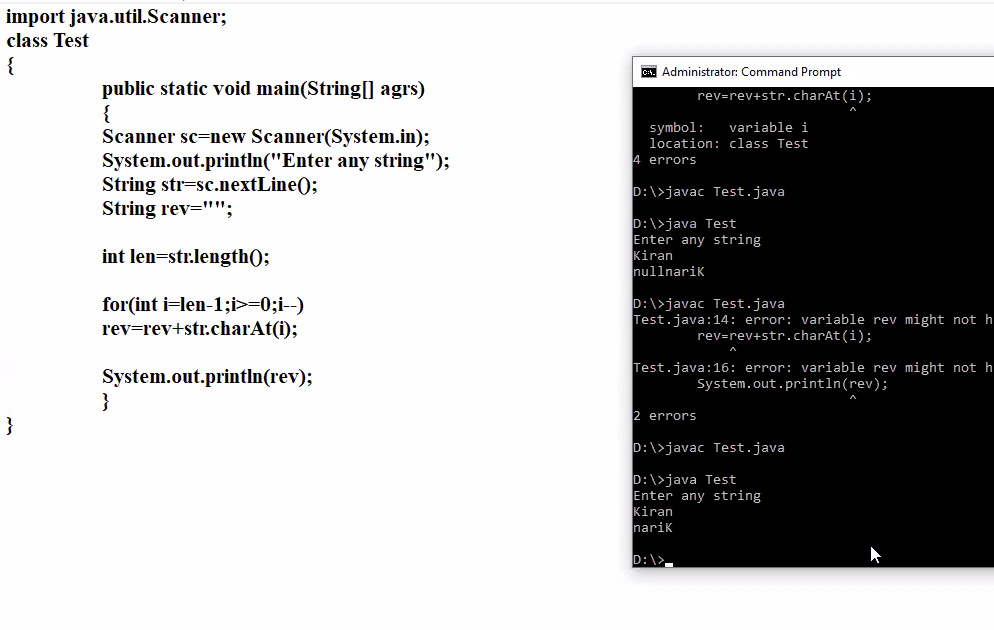 import java.util.Scanner;
class Test
{
public static void main(String[] agrs)
{
Scanner sc=new Scanner(System.in);
System.out.println("Enter any string");
String str=sc.nextLine();
String rev="";
int len=str.length();
for(int i=len-1;i>=0;i--)
rev=rev+str.charAt(i);
System.out.println(rev);
}
}
Administrator: Command Prompt
rev=rev+str.charAt(i);
^
symbol: variable i
location: class Test
4 errors
D:\>javac Test.java
D:\>java Test
Enter any string
Kiran
nullnariK
D:\>javac Test.java
Test.java:14: error: variable rev might not h
rev=rev+str.charAt(i);
^
Test.java:16: error: variable rev might not h
System.out.println(rev);
^
2 errors
D:\>javac Test.java
D:\>java Test
Enter any string
Kiran
nariK
D:\>